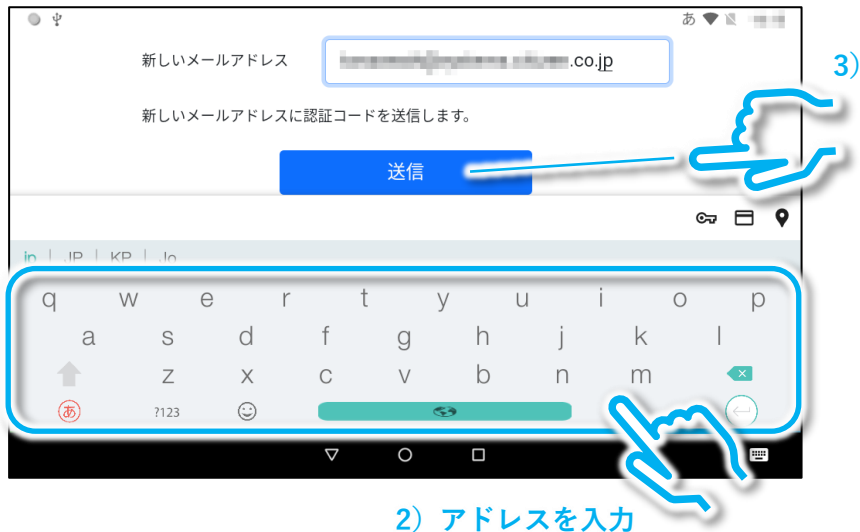 あ
新しいメールアドレス
.co.jp
3)
新しいメールアドレスに認証コードを送信します。
送信
jp JP KP Jo
q w e r t y u i o p
a s d f g h j k l
z x c v b n m
あ ?123
2) アドレスを入力